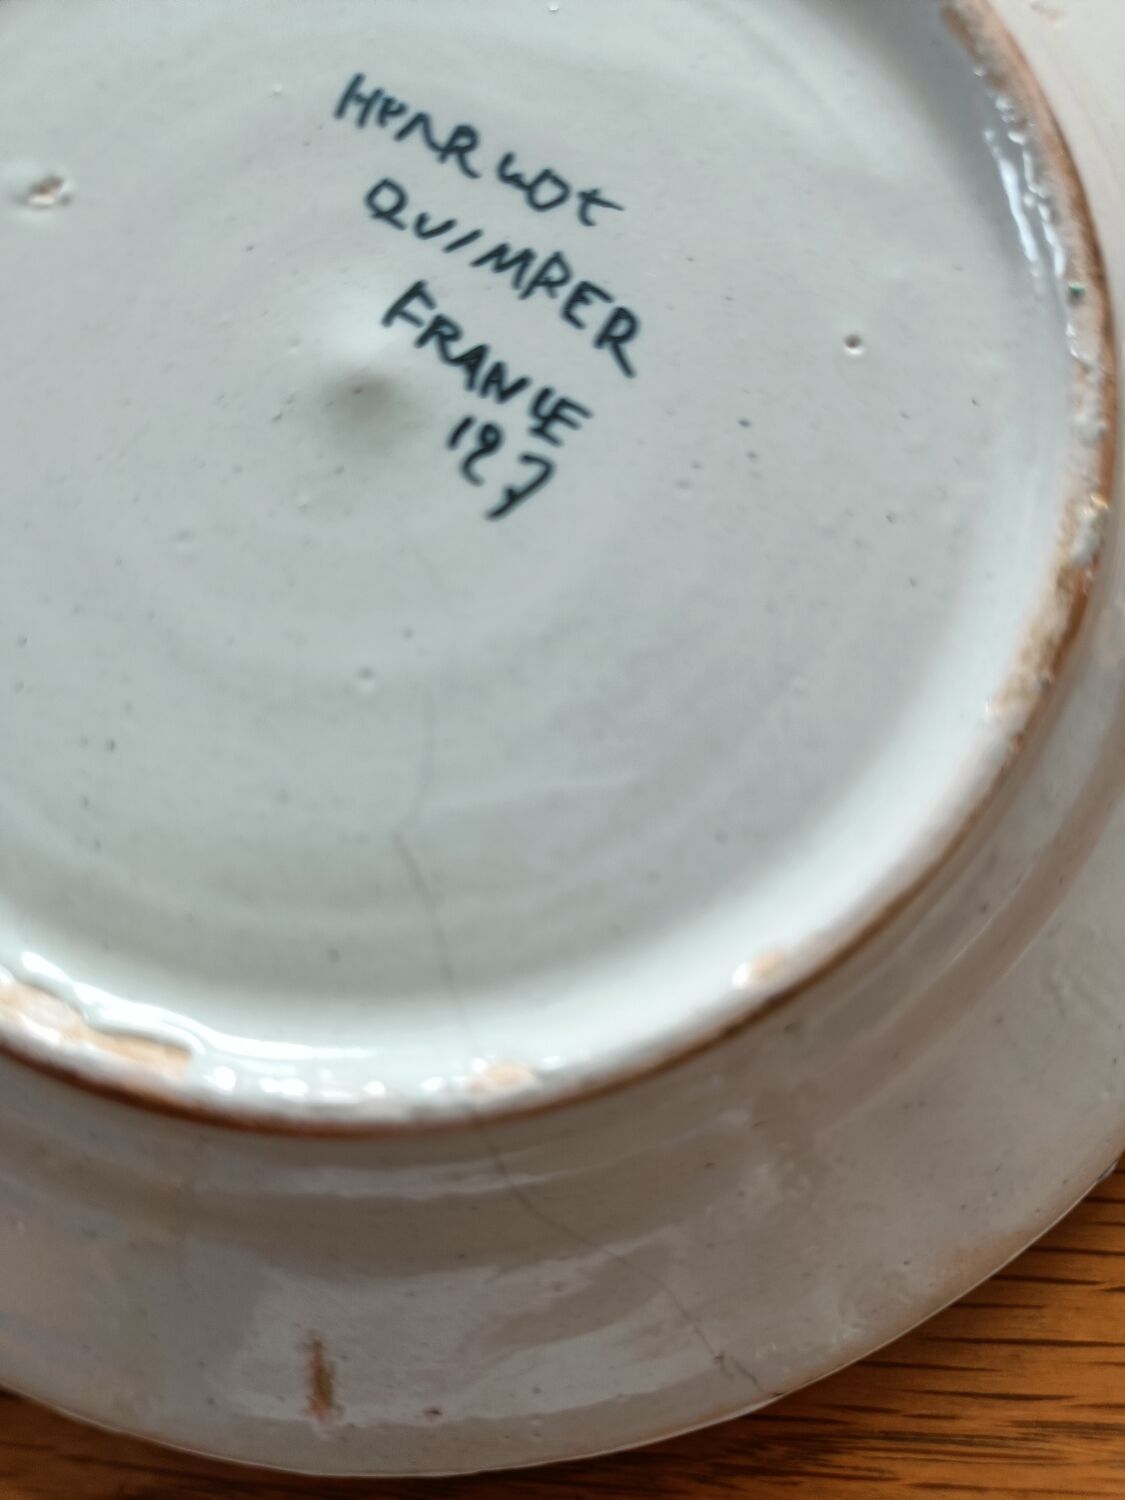 HENRIOT
QUIMPER
FRANCE
127